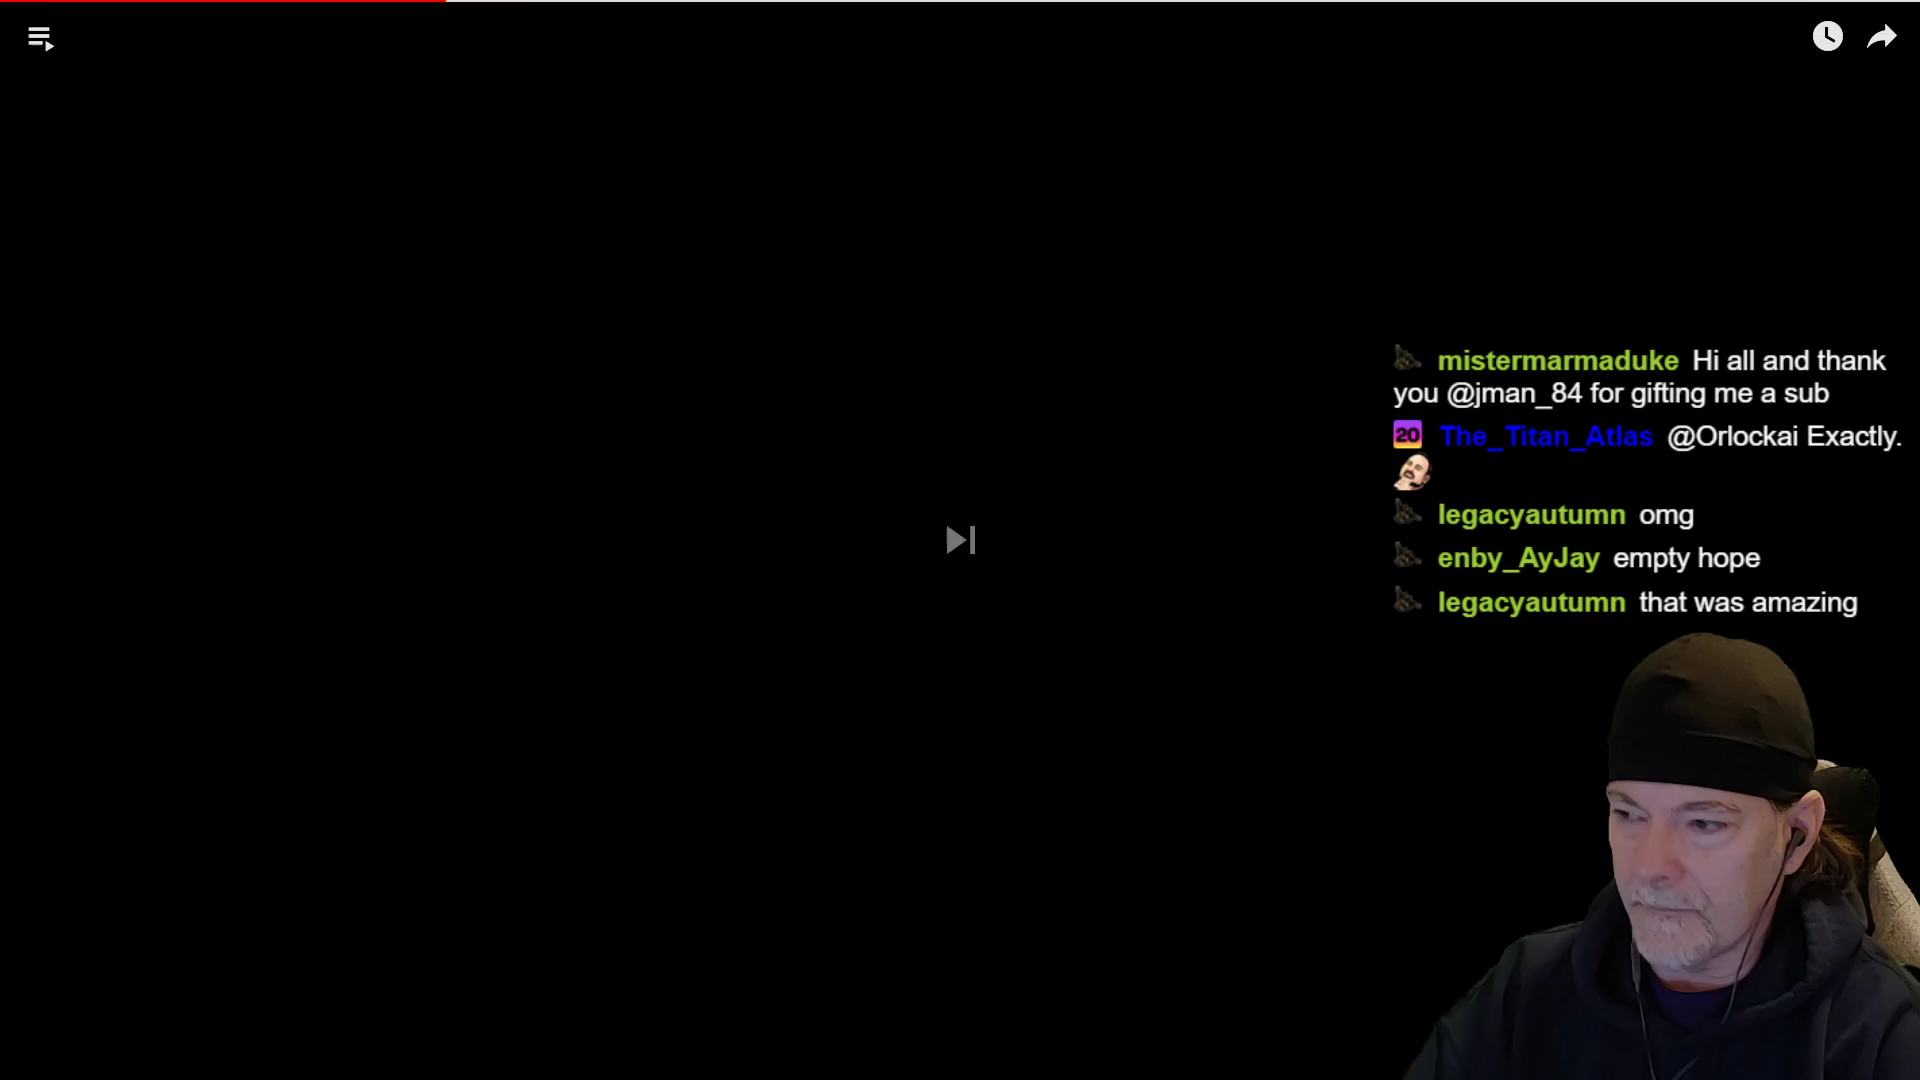 mistermarmaduke Hi all and thank
you @jman_84 for gifting me a sub
20 The_Titan_Atlas @Orlockai Exactly.
legacyautumn omg
enby_AyJay empty hope
legacyautumn that was amazing